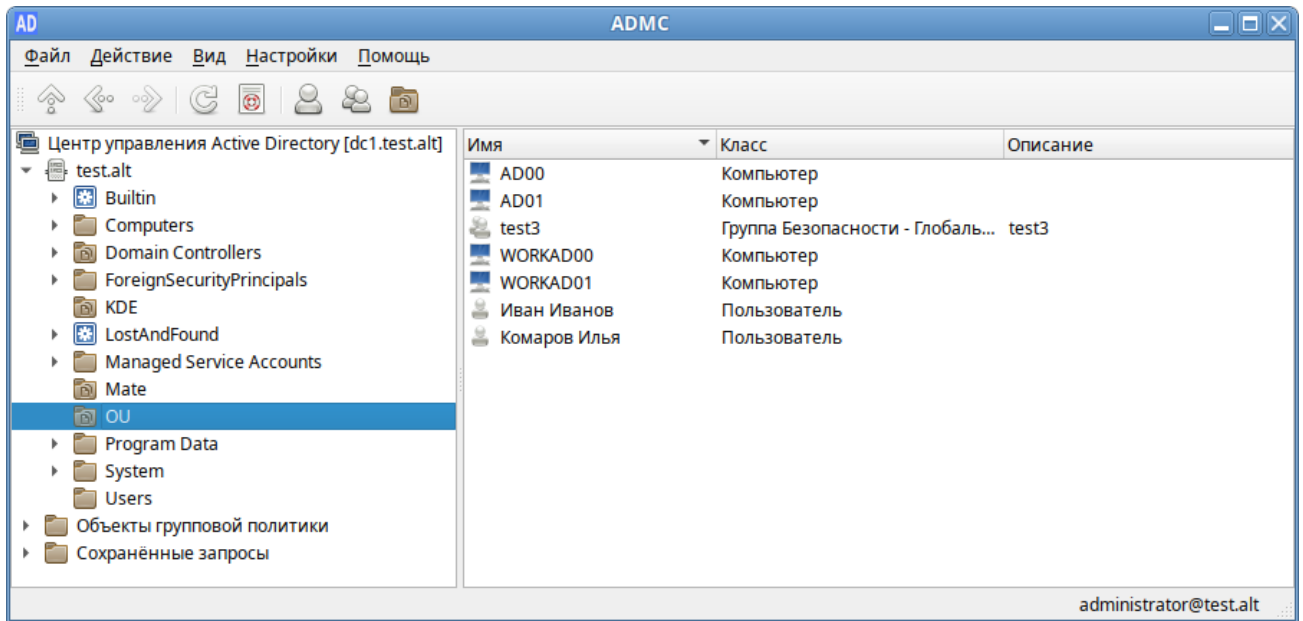 AD ADMC
Файл Действие Вид Настройки Помощь
Центр управления Active Directory [dc1.test.alt]
test.alt
Builtin
Computers
Domain Controllers
ForeignSecurityPrincipals
KDE
LostAndFound
Managed Service Accounts
Mate
OU
Program Data
System
Users
Объекты групповой политики
Сохранённые запросы
Имя Класс Описание
AD00 Компьютер
AD01 Компьютер
test3 Группа Безопасности - Глобаль... test3
WORKAD00 Компьютер
WORKAD01 Компьютер
Иван Иванов Пользователь
Комаров Илья Пользователь
administrator@test.alt